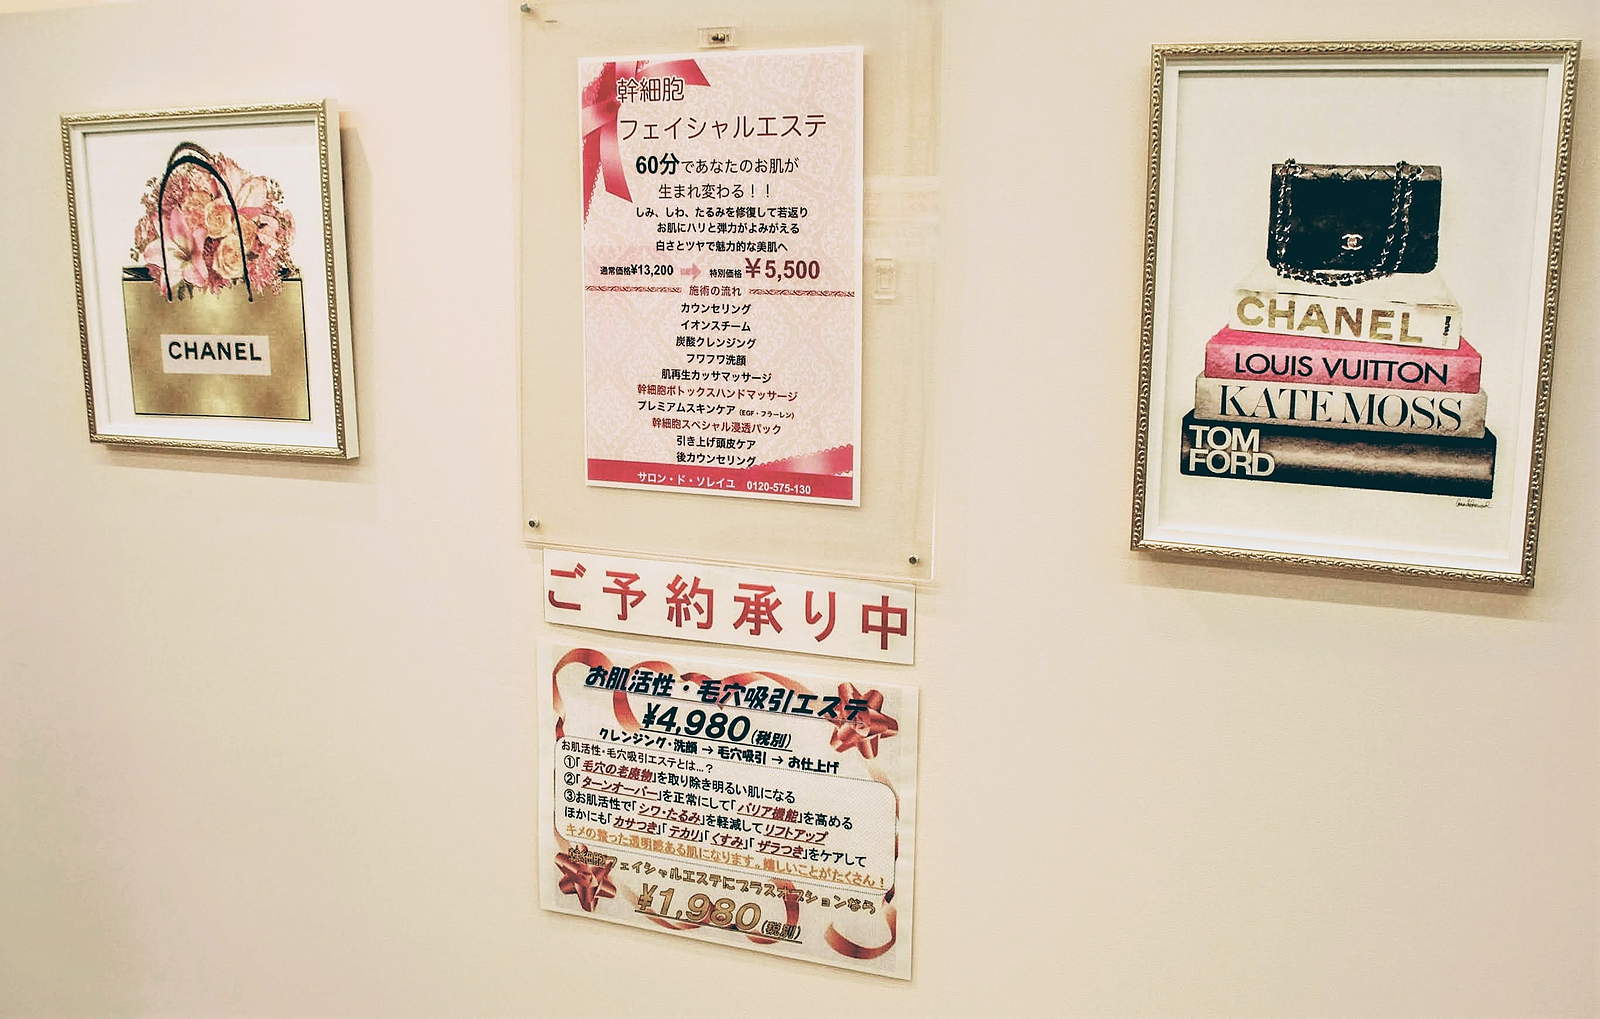 CHANEL
幹細胞
フェイシャルエステ
60分であなたのお肌が
生まれ変わる！！
しみ、しわ、たるみを修復して若返り
お肌にハリと弾力がよみがえる
白さとツヤで魅力的な美肌へ
通常価格¥13,200 特別価格 ¥5,500
施術の流れ
カウンセリング
イオンスチーム
炭酸クレンジング
フワフワ洗顔
肌再生カッサマッサージ
幹細胞ボトックスハンドマッサージ
プレミアムスキンケア（EGF・フラーレン）
幹細胞スペシャル浸透パック
引き上げ頭皮ケア
後カウンセリング
サロン・ド・ソレイユ 0120-575-130
ご予約承り中
お肌活性・毛穴吸引エステ
¥4,980(税別)
クレンジング・洗顔 → 毛穴吸引 → お仕上げ
お肌活性・毛穴吸引エステとは…？
①「毛穴の老廃物」を取り除き明るい肌になる
②「ターンオーバー」を正常にして「バリア機能」を高める
③お肌活性で「シワ・たるみ」を軽減してリフトアップ
ほかにも「カサつき」「テカリ」「くすみ」「ザラつき」をケアして
キメの整った透明感ある肌になります。嬉しいことがたくさん！
幹細胞フェイシャルエステにプラスオプションなら
¥1,980(税別)
CHANEL
LOUIS VUITTON
KATE MOSS
TOM
FORD